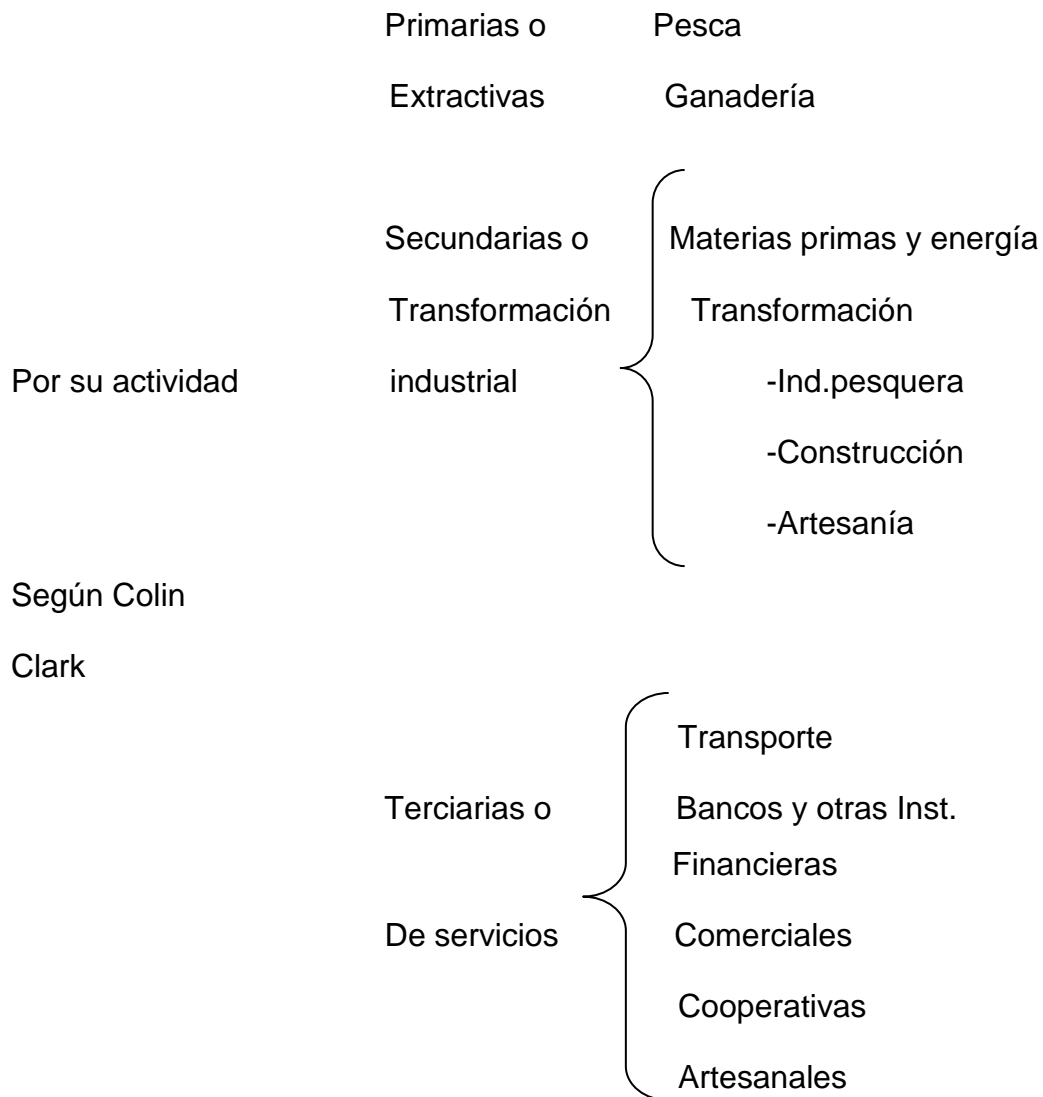 Primarias o Pesca
Extractivas Ganadería
Secundarias o Materias primas y energía
Transformación Transformación
Por su actividad industrial -Ind.pesquera
-Construcción
-Artesanía
Según Colin
Clark
Transporte
Terciarias o Bancos y otras Inst.
Financieras
De servicios Comerciales
Cooperativas
Artesanales